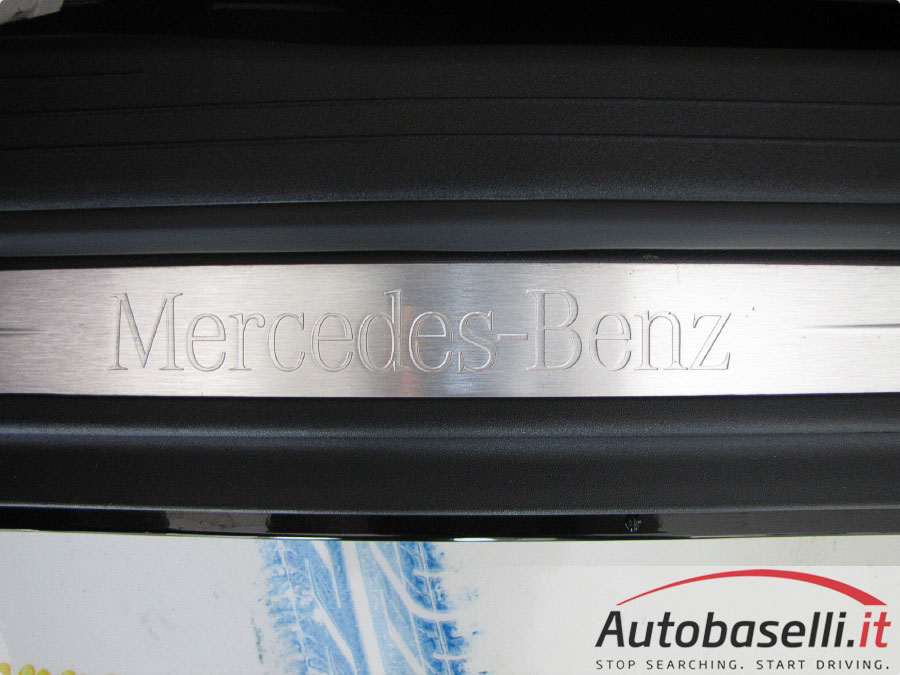 Mercedes-Benz
Autobaselli.it
STOP SEARCHING. START DRIVING.